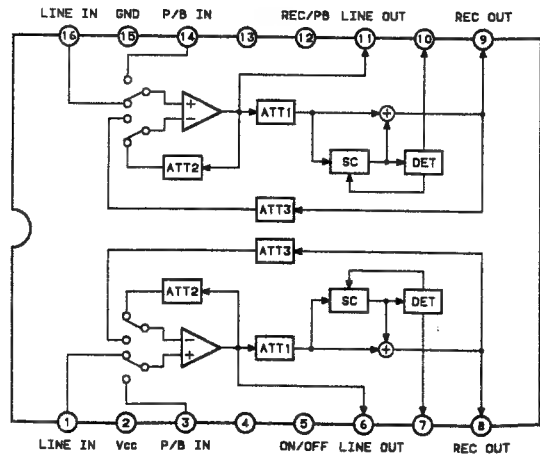 LINE IN GND P/B IN REC/PB LINE OUT REC OUT
16 15 14 13 12 11 10 9
+
−
ATT1
+
ATT2
SC
DET
ATT3
ATT3
ATT2
SC
DET
−
+
ATT1
+
1 2 3 4 5 6 7 8
LINE IN Vcc P/B IN ON/OFF LINE OUT REC OUT